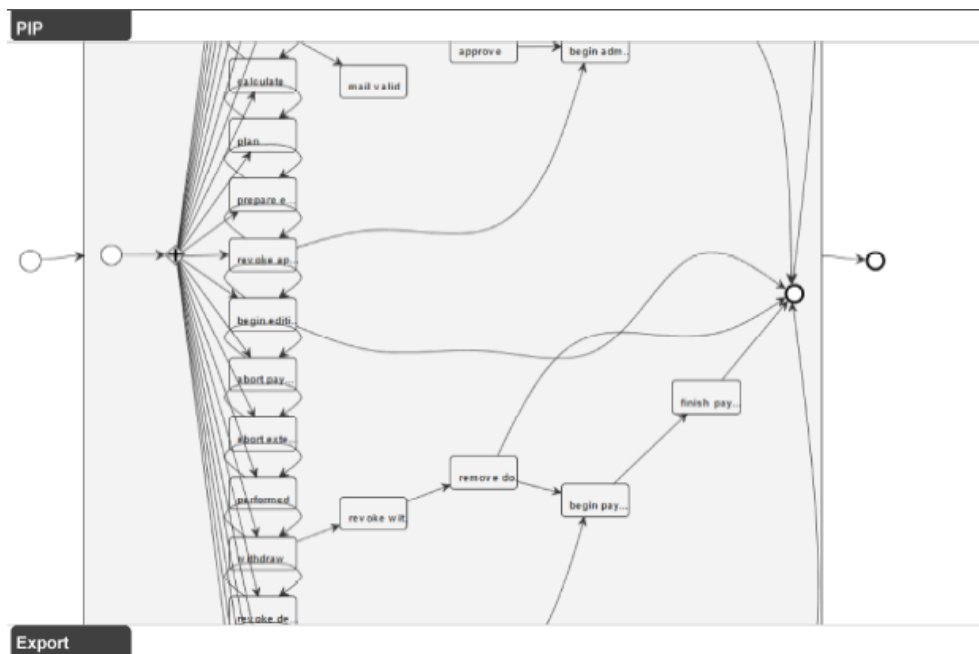 PIP
approve
begin adm..
calculate
mail valid
plan
prepare e...
revoke ap...
begin editi...
abort pay...
finish pay...
abort exte...
remove do.
performed
begin pay...
revoke wit.
withdraw
revoke de...
Export